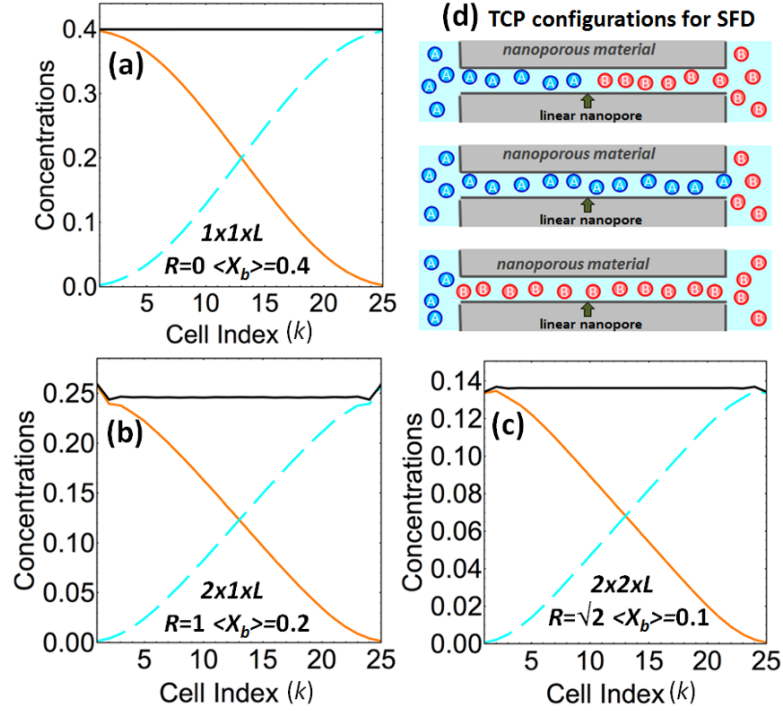 (a)
Concentrations
0.4
0.3
0.2
0.1
0.0
5
10
15
20
25
Cell Index (k)
1x1xL
R=0 <X_b>=0.4
(d) TCP configurations for SFD
nanoporous material
A A A A A A A A A B B B B B B B B B
linear nanopore
nanoporous material
linear nanopore
nanoporous material
linear nanopore
(b)
Concentrations
0.25
0.20
0.15
0.10
0.05
0.00
5
10
15
20
25
Cell Index (k)
2x1xL
R=1 <X_b>=0.2
(c)
Concentrations
0.14
0.12
0.10
0.08
0.06
0.04
0.02
0.00
5
10
15
20
25
Cell Index (k)
2x2xL
R=√2 <X_b>=0.1